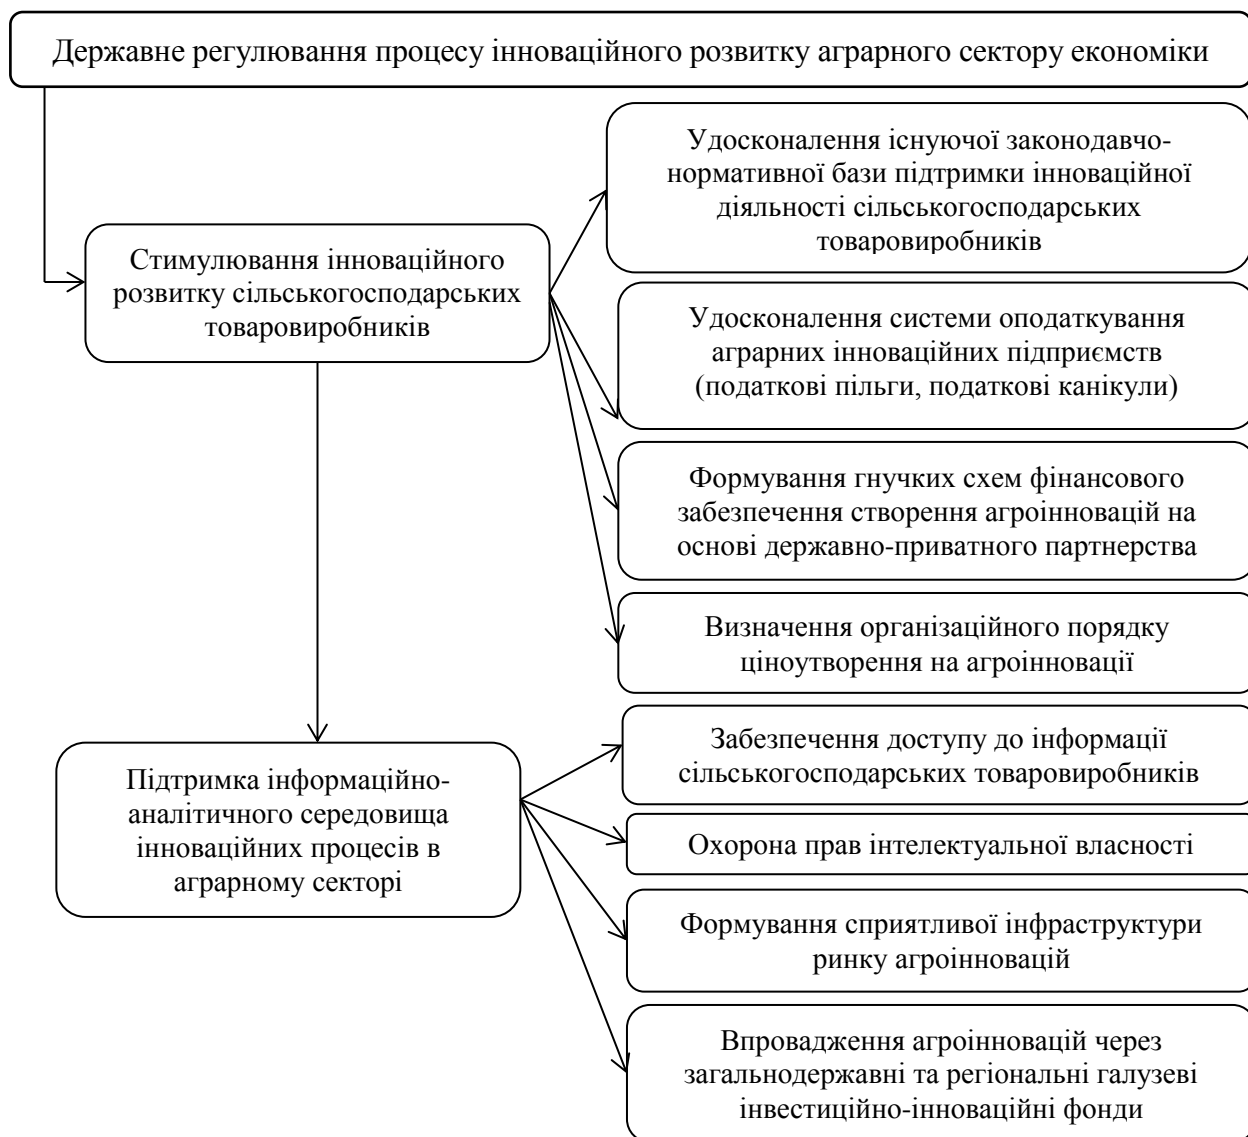 Державне регулювання процесу інноваційного розвитку аграрного сектору економіки
Стимулювання інноваційного
розвитку сільськогосподарських
товаровиробників
Удосконалення існуючої законодавчо-
нормативної бази підтримки інноваційної
діяльності сільськогосподарських
товаровиробників
Удосконалення системи оподаткування
аграрних інноваційних підприємств
(податкові пільги, податкові канікули)
Формування гнучких схем фінансового
забезпечення створення агроінновацій на
основі державно-приватного партнерства
Визначення організаційного порядку
ціноутворення на агроінновації
Підтримка інформаційно-
аналітичного середовища
інноваційних процесів в
аграрному секторі
Забезпечення доступу до інформації
сільськогосподарських товаровиробників
Охорона прав інтелектуальної власності
Формування сприятливої інфраструктури
ринку агроінновацій
Впровадження агроінновацій через
загальнодержавні та регіональні галузеві
інвестиційно-інноваційні фонди